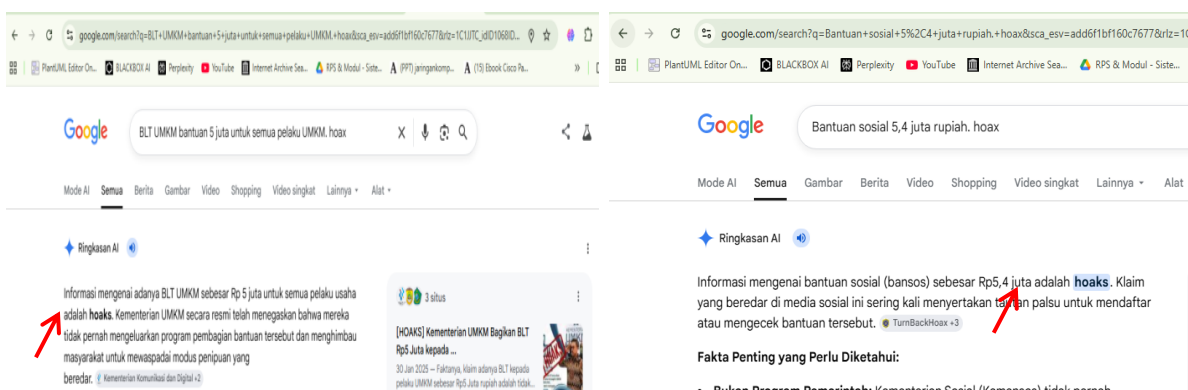 google.com/search?q=BLT+UMKM+bantuan+5+juta+untuk+semua+pelaku+UMKM.+hoax&sca_esv=add6f1bf160c7677&rlz=1C1JJTC_idID1068ID...
PlantUML Editor On... BLACKBOX AI Perplexity YouTube Internet Archive Sea... RPS & Modul - Siste... (PPT) jaringankomp... (15) Ebook Cisco Pa... »
Google
BLT UMKM bantuan 5 juta untuk semua pelaku UMKM. hoax
Mode AI Semua Berita Gambar Video Shopping Video singkat Lainnya Alat
Ringkasan AI
Informasi mengenai adanya BLT UMKM sebesar Rp 5 juta untuk semua pelaku usaha
adalah hoaks. Kementerian UMKM secara resmi telah menegaskan bahwa mereka
tidak pernah mengeluarkan program pembagian bantuan tersebut dan menghimbau
masyarakat untuk mewaspadai modus penipuan yang
beredar. Kementerian Komunikasi dan Digital +2
3 situs
[HOAKS] Kementerian UMKM Bagikan BLT
Rp5 Juta kepada ...
30 Jan 2025 — Faktanya, klaim adanya BLT kepada
pelaku UMKM sebesar Rp5 Juta rupiah adalah tidak...
google.com/search?q=Bantuan+sosial+5%2C4+juta+rupiah.+hoax&sca_esv=add6f1bf160c7677&rlz=1C
PlantUML Editor On... BLACKBOX AI Perplexity YouTube Internet Archive Sea... RPS & Modul - Siste...
Google
Bantuan sosial 5,4 juta rupiah. hoax
Mode AI Semua Gambar Berita Video Shopping Video singkat Lainnya Alat
Ringkasan AI
Informasi mengenai bantuan sosial (bansos) sebesar Rp5,4 juta adalah hoaks. Klaim
yang beredar di media sosial ini sering kali menyertakan tautan palsu untuk mendaftar
atau mengecek bantuan tersebut. TurnBackHoax +3
Fakta Penting yang Perlu Diketahui:
• Bukan Program Pemerintah: Kementerian Sosial (Kemensos) tidak pernah